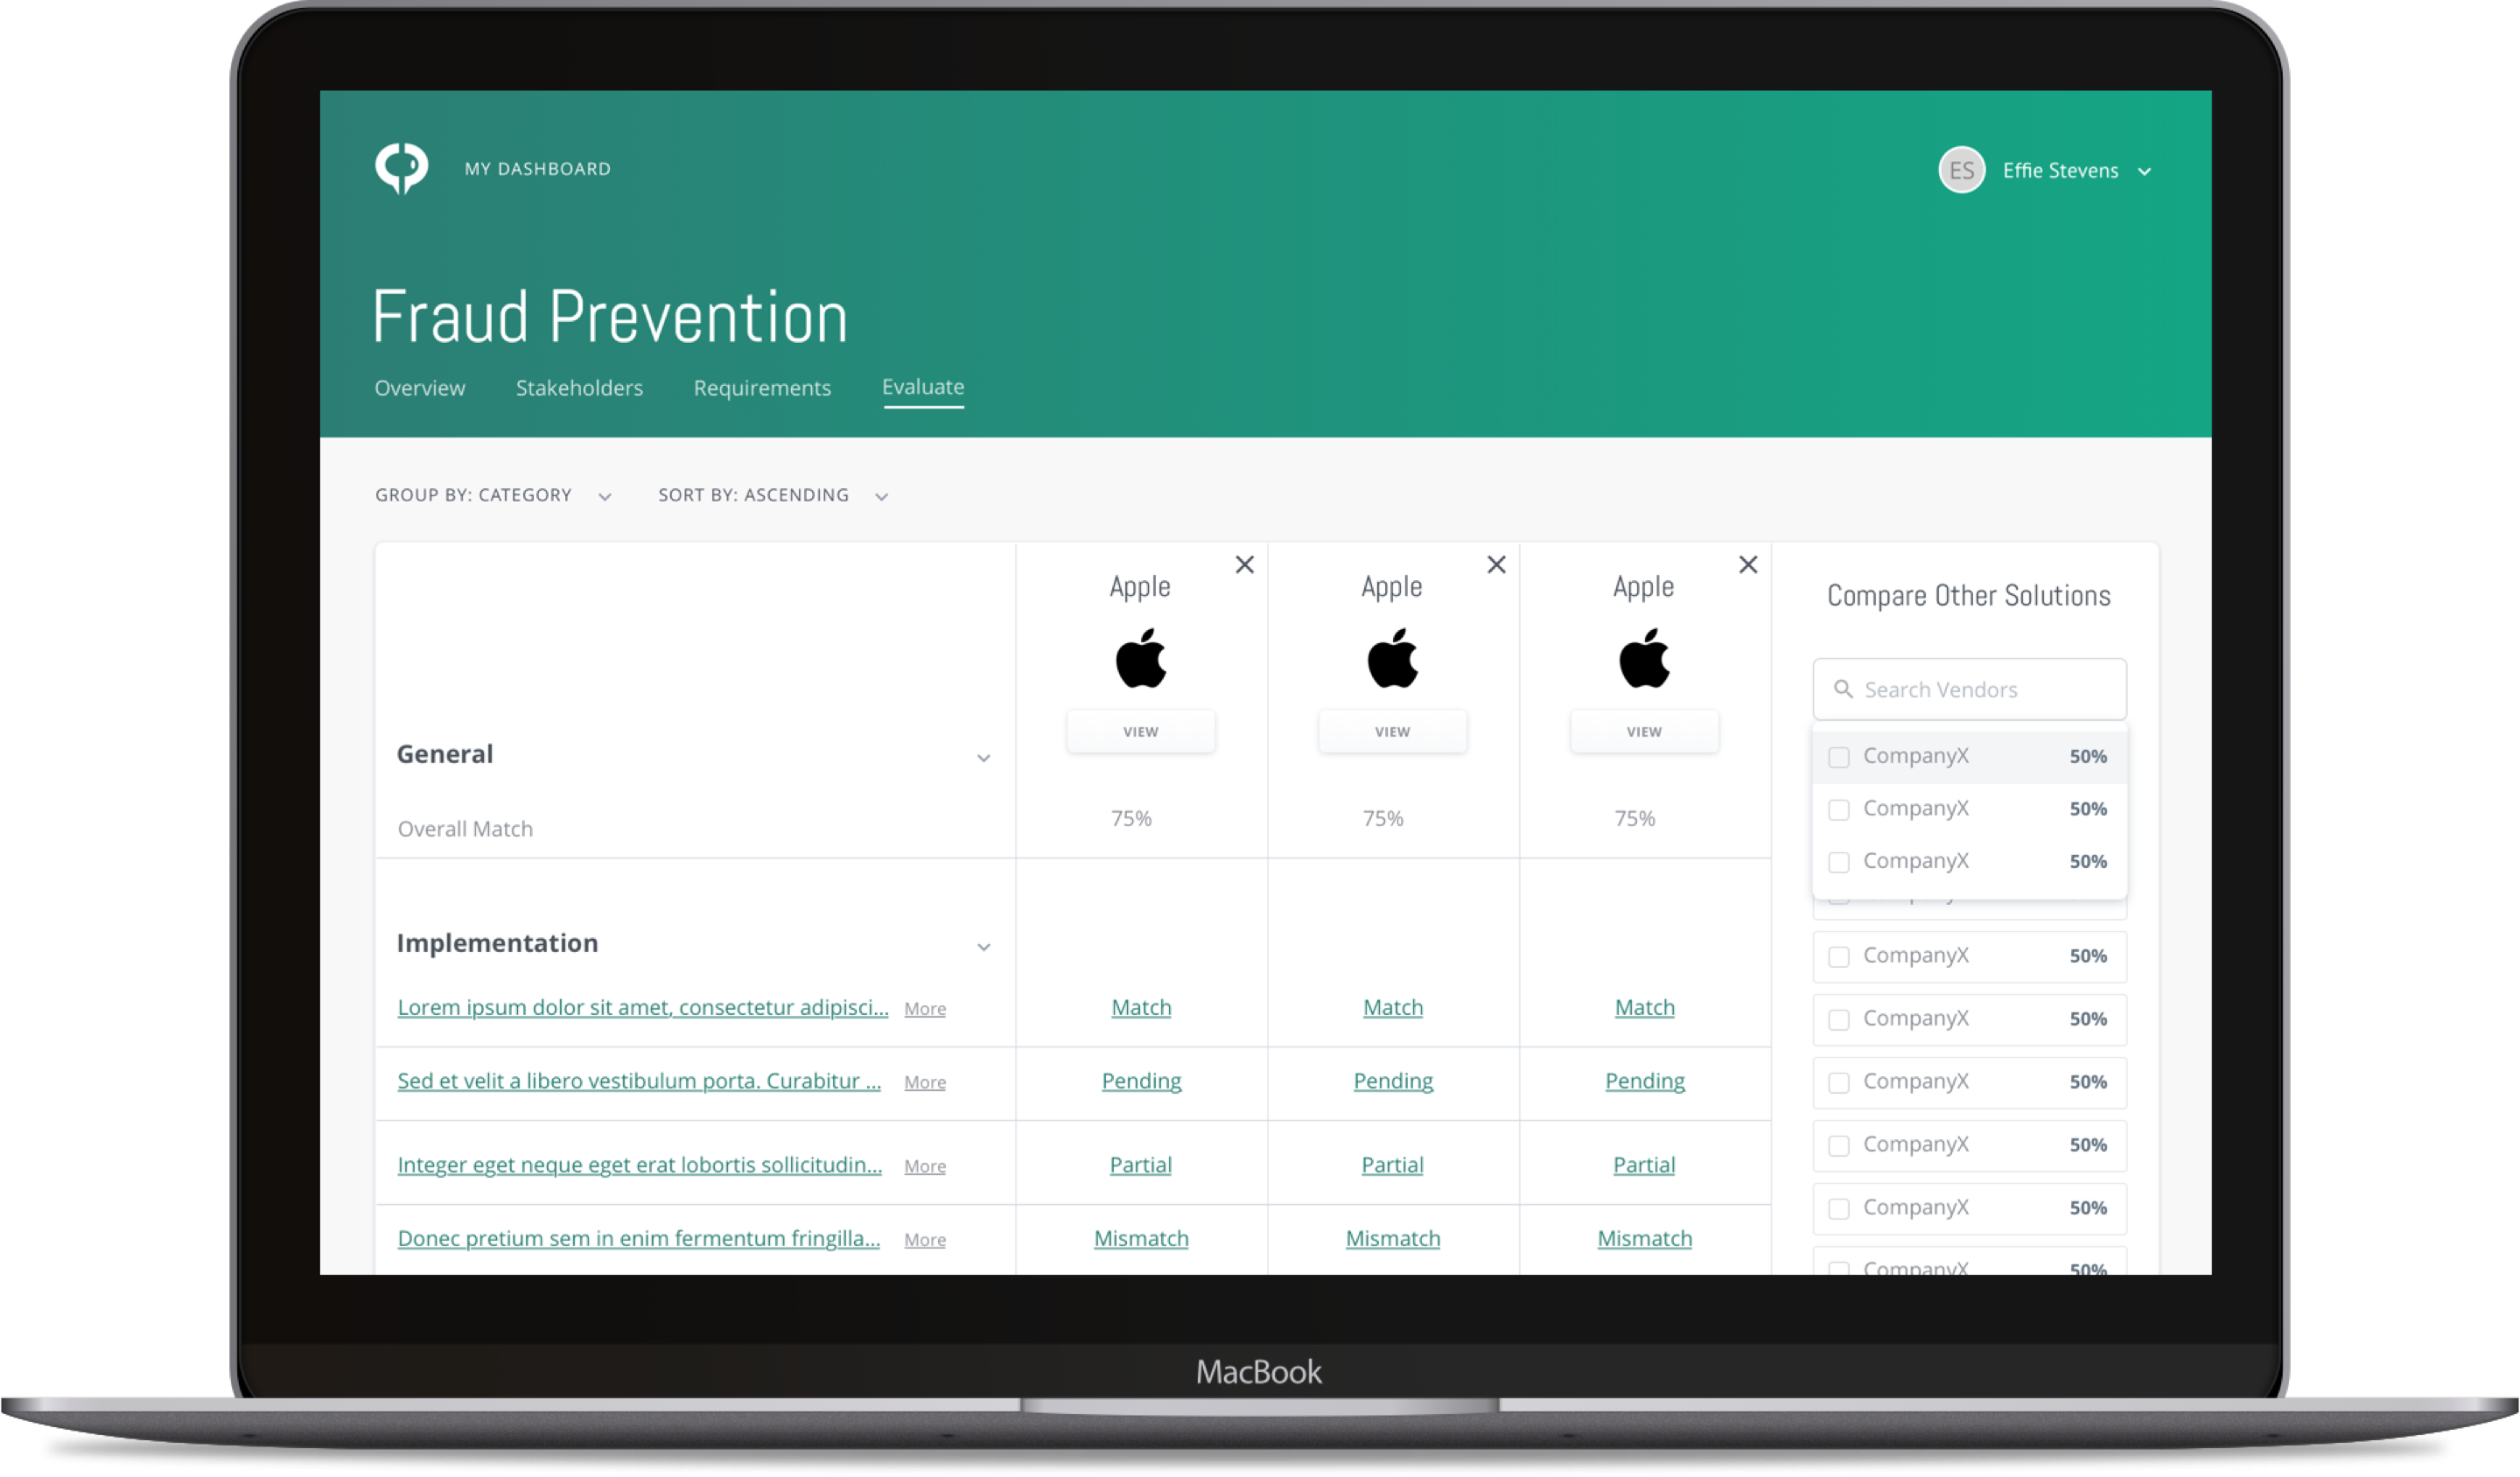 MY DASHBOARD
ES Effie Stevens
Fraud Prevention
Overview Stakeholders Requirements Evaluate
GROUP BY: CATEGORY SORT BY: ASCENDING
Apple Apple Apple
Compare Other Solutions
Search Vendors
VIEW VIEW VIEW
General
CompanyX 50%
CompanyX 50%
Overall Match 75% 75% 75%
CompanyX 50%
Implementation
CompanyX 50%
Lorem ipsum dolor sit amet, consectetur adipisci... More Match Match Match
CompanyX 50%
Sed et velit a libero vestibulum porta. Curabitur ... More Pending Pending Pending
CompanyX 50%
Integer eget neque eget erat lobortis sollicitudin... More Partial Partial Partial
CompanyX 50%
CompanyX 50%
Donec pretium sem in enim fermentum fringilla... More Mismatch Mismatch Mismatch
CompanyX 50%
MacBook